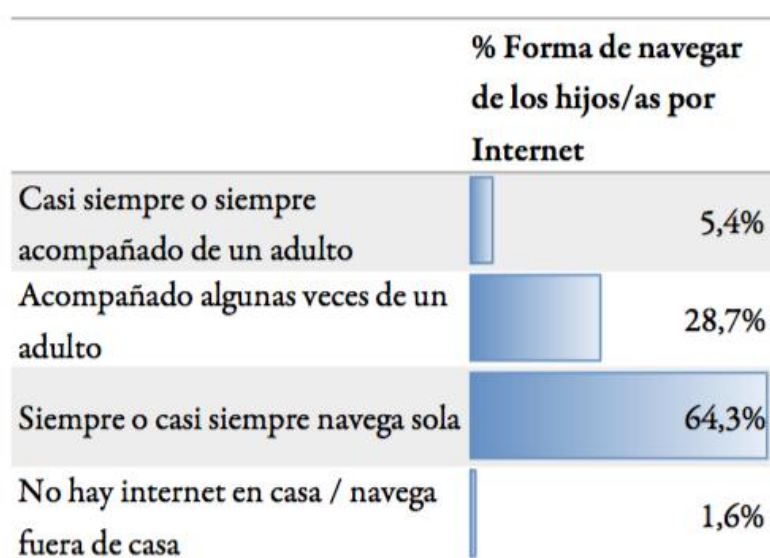 % Forma de navegar
de los hijos/as por
Internet
Casi siempre o siempre
acompañado de un adulto
5,4%
Acompañado algunas veces de un
adulto
28,7%
Siempre o casi siempre navega sola
64,3%
No hay internet en casa / navega
fuera de casa
1,6%